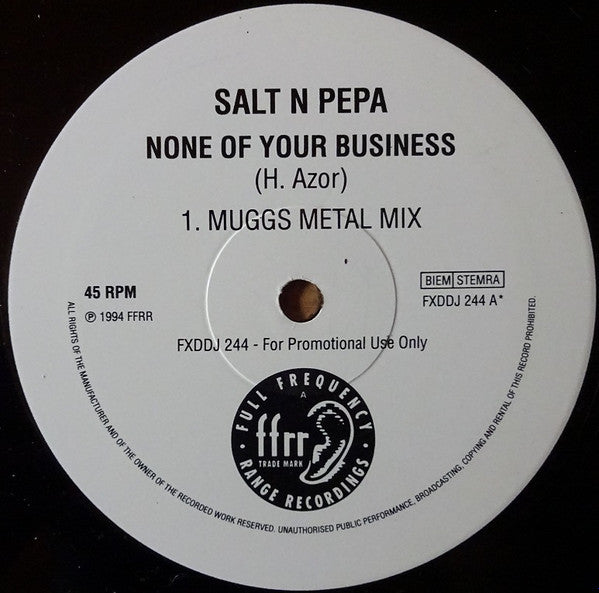 SALT N PEPA
NONE OF YOUR BUSINESS
(H. Azor)
1. MUGGS METAL MIX
45 RPM
℗ 1994 FFRR
BIEM STEMRA
FXDDJ 244 A*
FXDDJ 244 - For Promotional Use Only
FULL FREQUENCY
A
ffrr
TRADE MARK
RANGE RECORDINGS
ALL RIGHTS OF THE MANUFACTURER AND OF THE OWNER OF THE RECORDED WORK RESERVED. UNAUTHORISED PUBLIC PERFORMANCE, BROADCASTING, COPYING AND RENTAL OF THIS RECORD PROHIBITED.